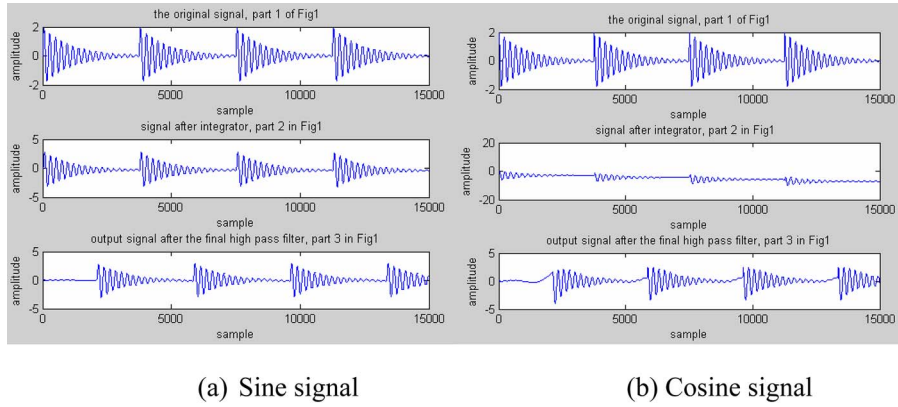 the original signal, part 1 of Fig1
2
0
-2
amplitude
0 5000 10000 15000
sample
signal after integrator, part 2 in Fig1
5
0
-5
amplitude
0 5000 10000 15000
sample
output signal after the final high pass filter, part 3 in Fig1
5
0
-5
amplitude
0 5000 10000 15000
sample
(a) Sine signal
the original signal, part 1 of Fig1
2
0
-2
amplitude
0 5000 10000 15000
sample
signal after integrator, part 2 in Fig1
20
0
-20
amplitude
0 5000 10000 15000
sample
output signal after the final high pass filter, part 3 in Fig1
5
0
-5
amplitude
0 5000 10000 15000
sample
(b) Cosine signal